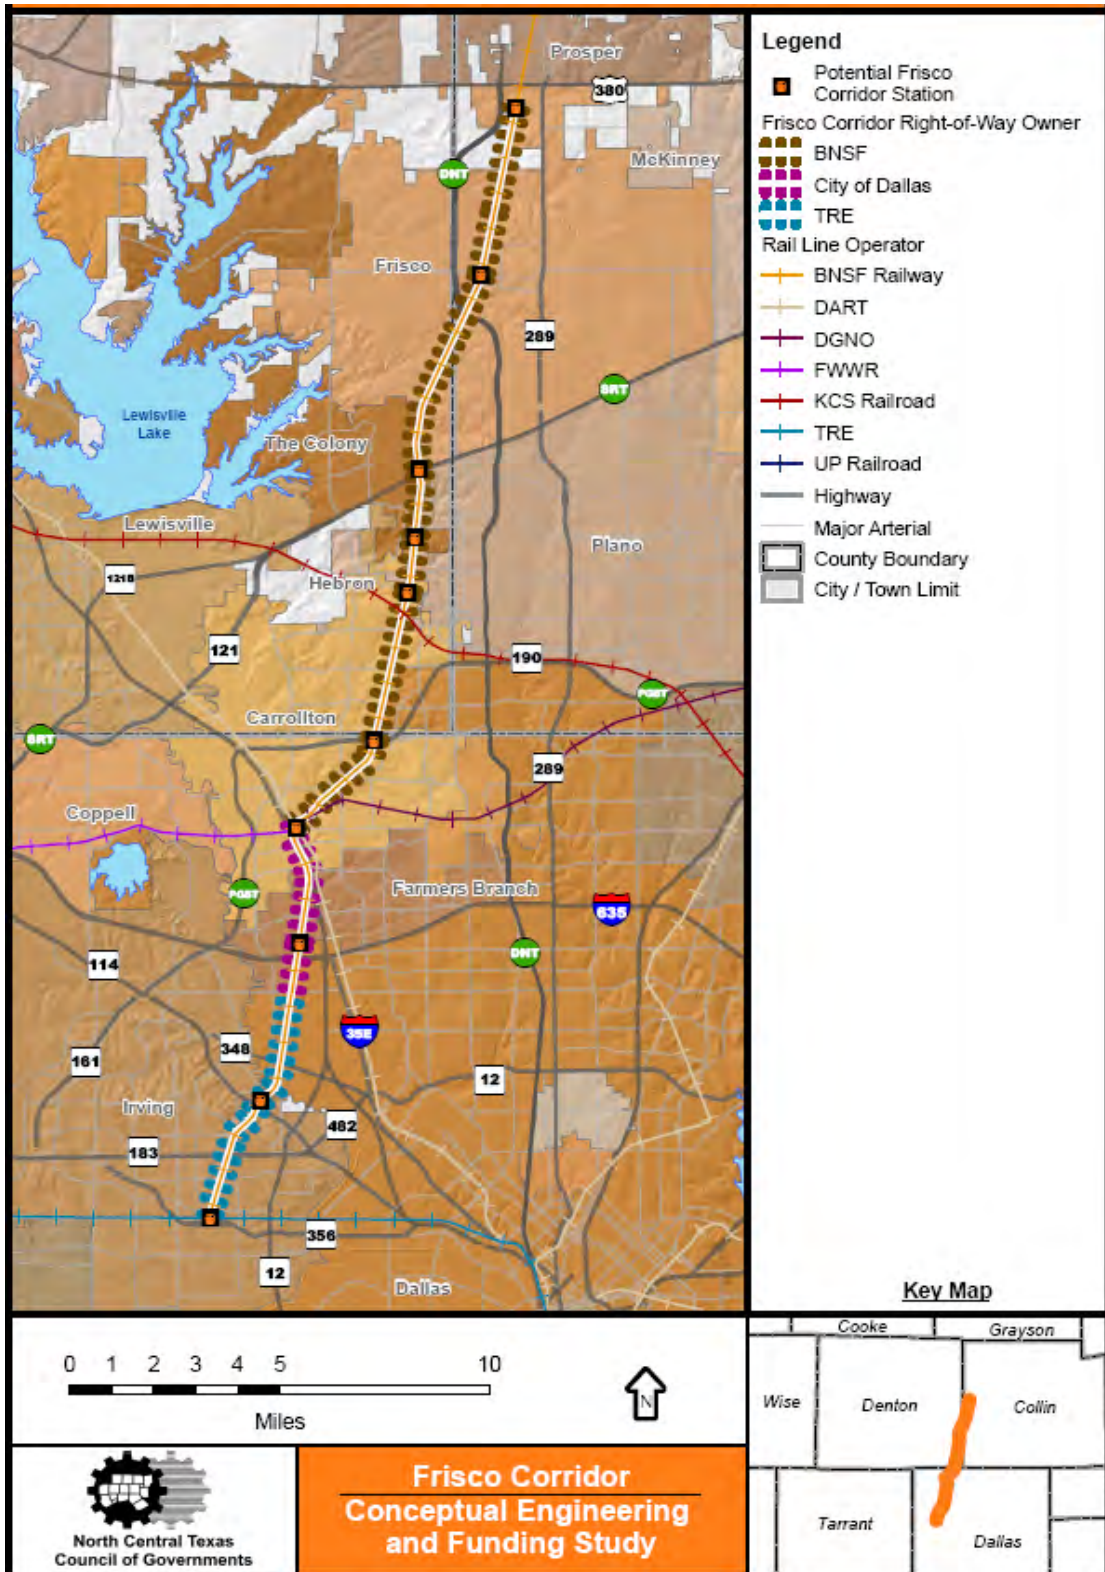 Prosper
380
McKinney
DNT
Frisco
289
SRT
Lewisville
Lake
The Colony
Lewisville
Plano
121B
Hebron
121
190
PGBT
Carrollton
SRT
289
Coppell
PGBT
Farmers Branch
635
DNT
114
35E
348
161
12
Irving
482
183
356
12
Dallas
Legend
Potential Frisco
Corridor Station
Frisco Corridor Right-of-Way Owner
BNSF
City of Dallas
TRE
Rail Line Operator
BNSF Railway
DART
DGNO
FWWR
KCS Railroad
TRE
UP Railroad
Highway
Major Arterial
County Boundary
City / Town Limit
Key Map
Cooke
Grayson
Wise
Denton
Collin
Tarrant
Dallas
0 1 2 3 4 5 10
Miles
N
North Central Texas
Council of Governments
Frisco Corridor
Conceptual Engineering
and Funding Study